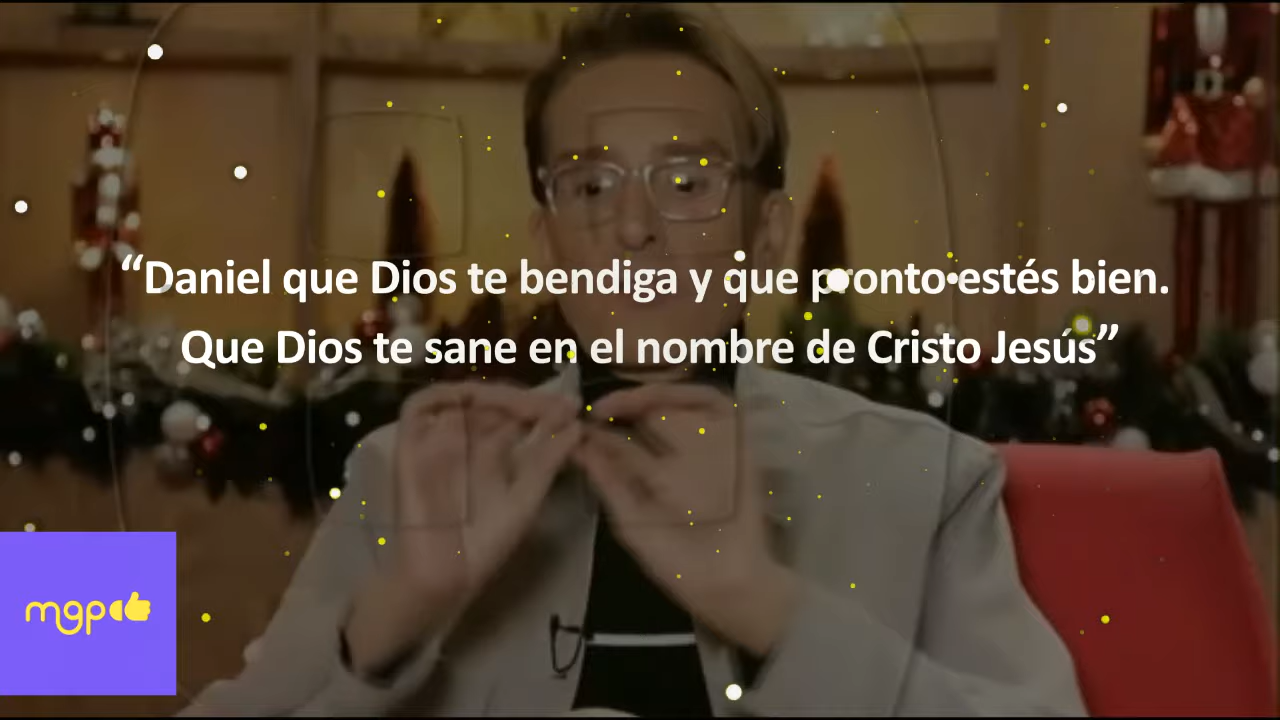 “Daniel que Dios te bendiga y que pronto estés bien.
Que Dios te sane en el nombre de Cristo Jesús”
mgp